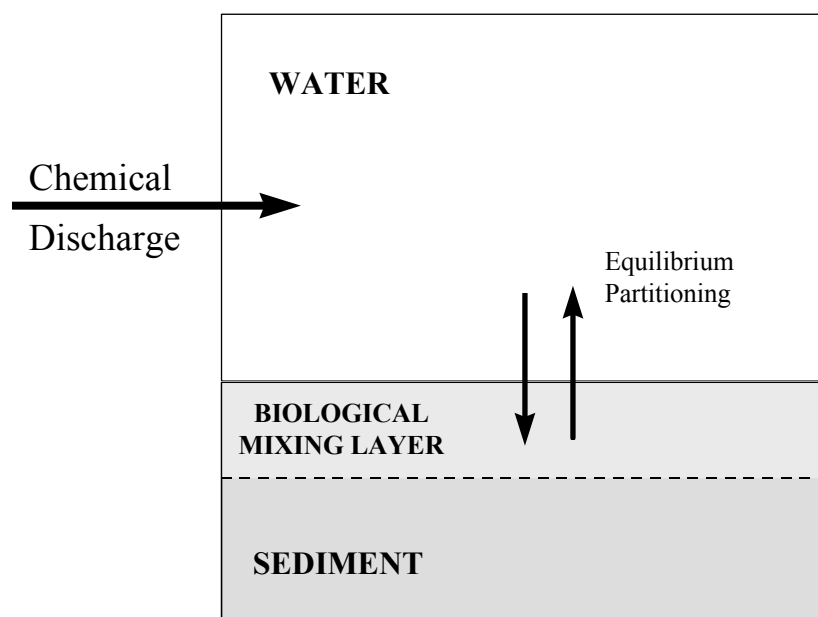 WATER
Chemical
Discharge
Equilibrium
Partitioning
BIOLOGICAL
MIXING LAYER
SEDIMENT